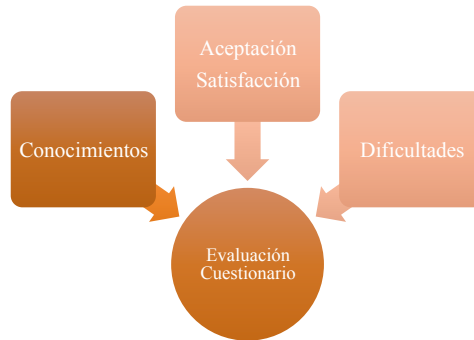 Aceptación
Satisfacción
Conocimientos
Dificultades
Evaluación
Cuestionario